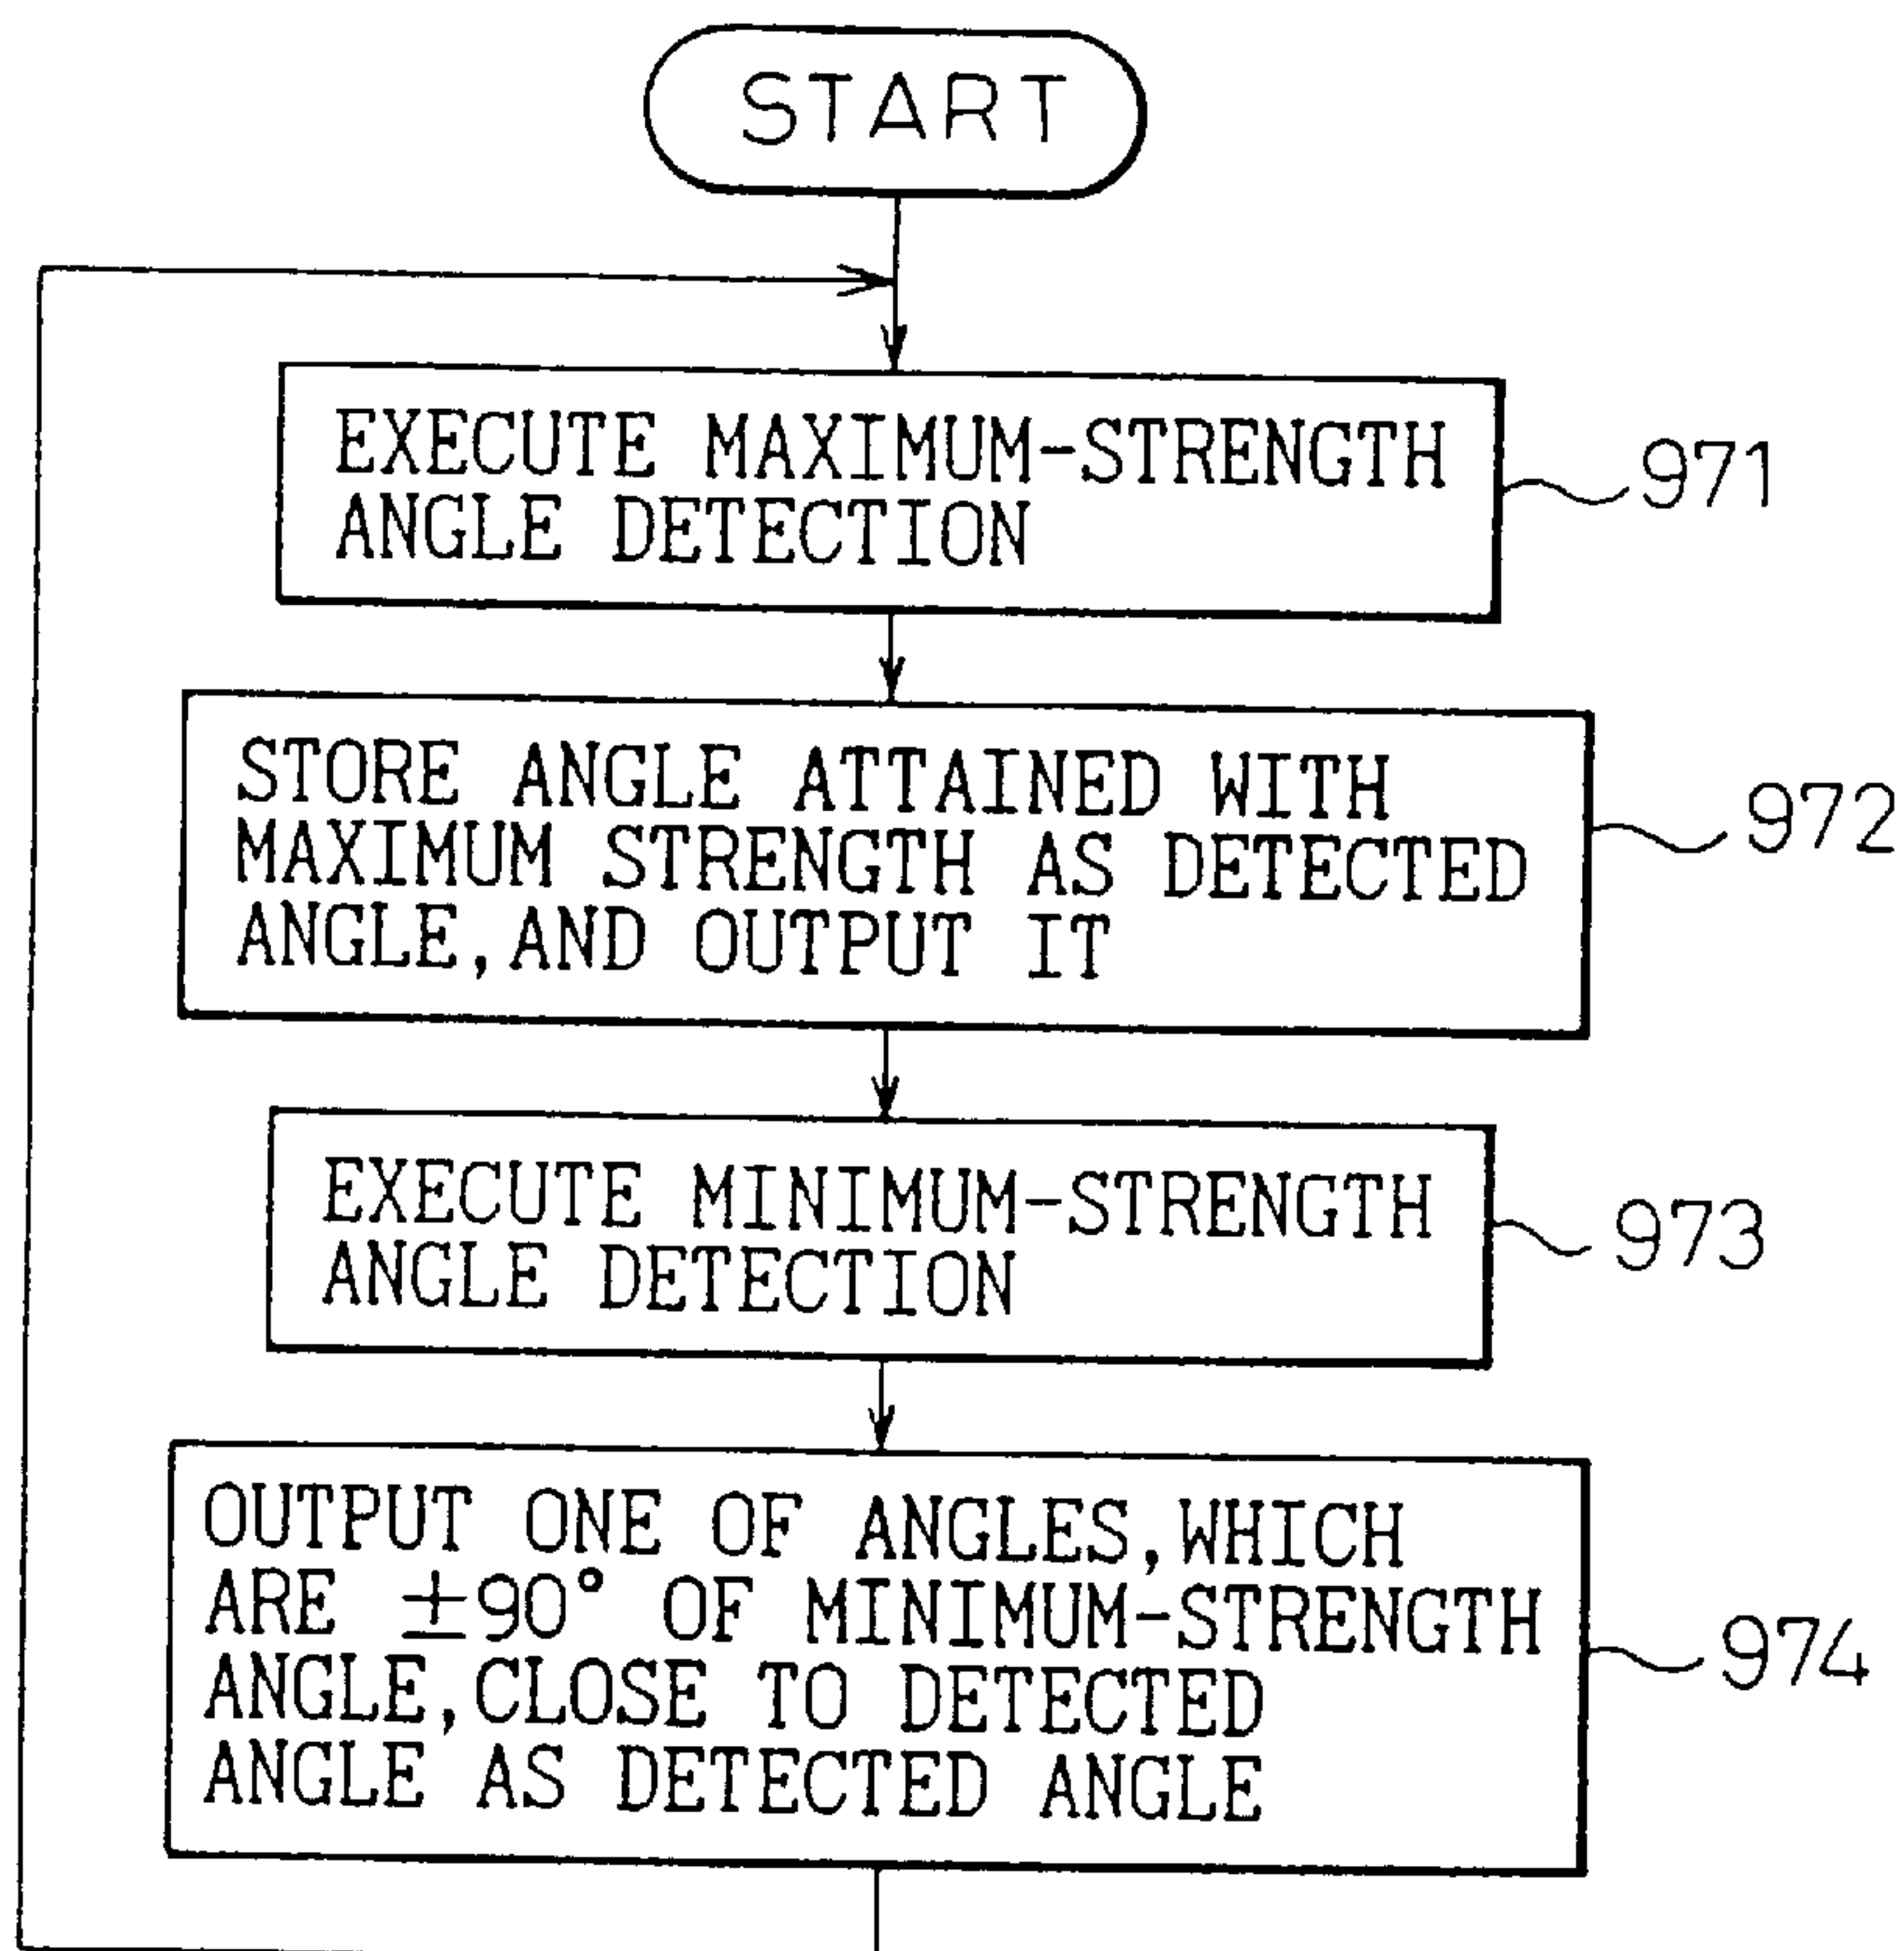 START
EXECUTE MAXIMUM-STRENGTH
ANGLE DETECTION
971
STORE ANGLE ATTAINED WITH
MAXIMUM STRENGTH AS DETECTED
ANGLE, AND OUTPUT IT
972
EXECUTE MINIMUM-STRENGTH
ANGLE DETECTION
973
OUTPUT ONE OF ANGLES, WHICH
ARE ±90° OF MINIMUM-STRENGTH
ANGLE, CLOSE TO DETECTED
ANGLE AS DETECTED ANGLE
974